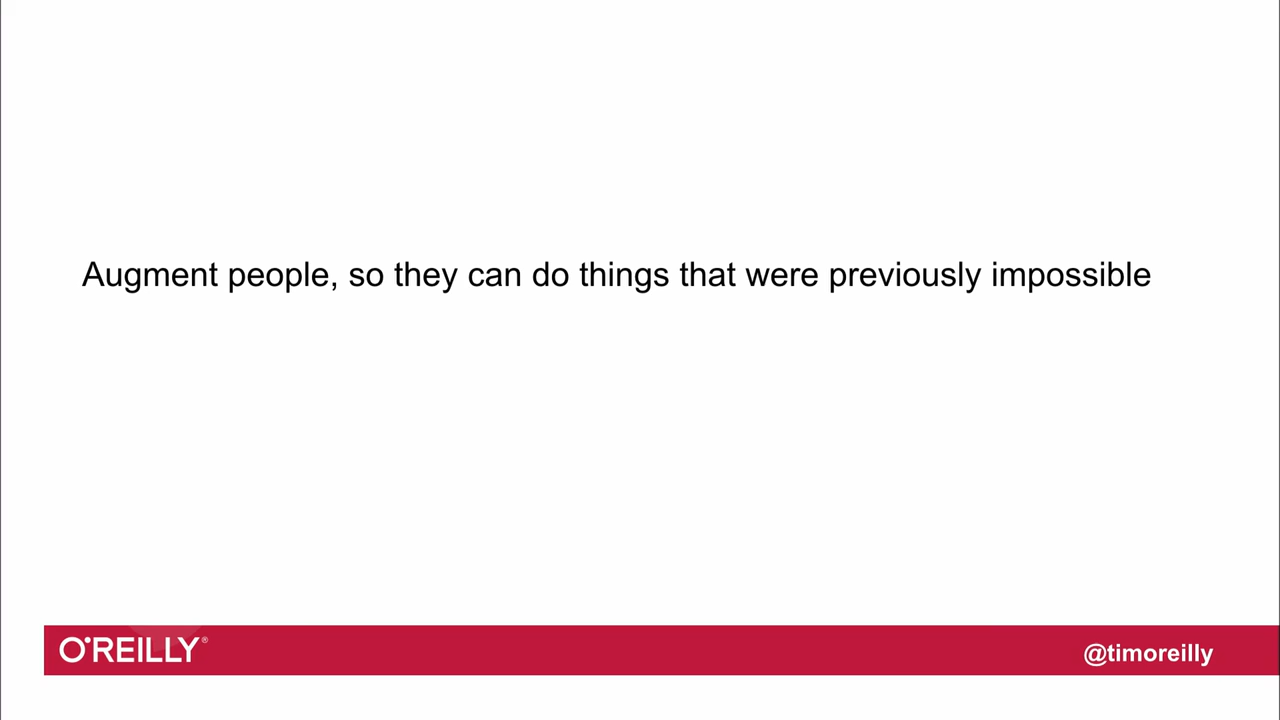 Augment people, so they can do things that were previously impossible
O'REILLY®
@timoreilly